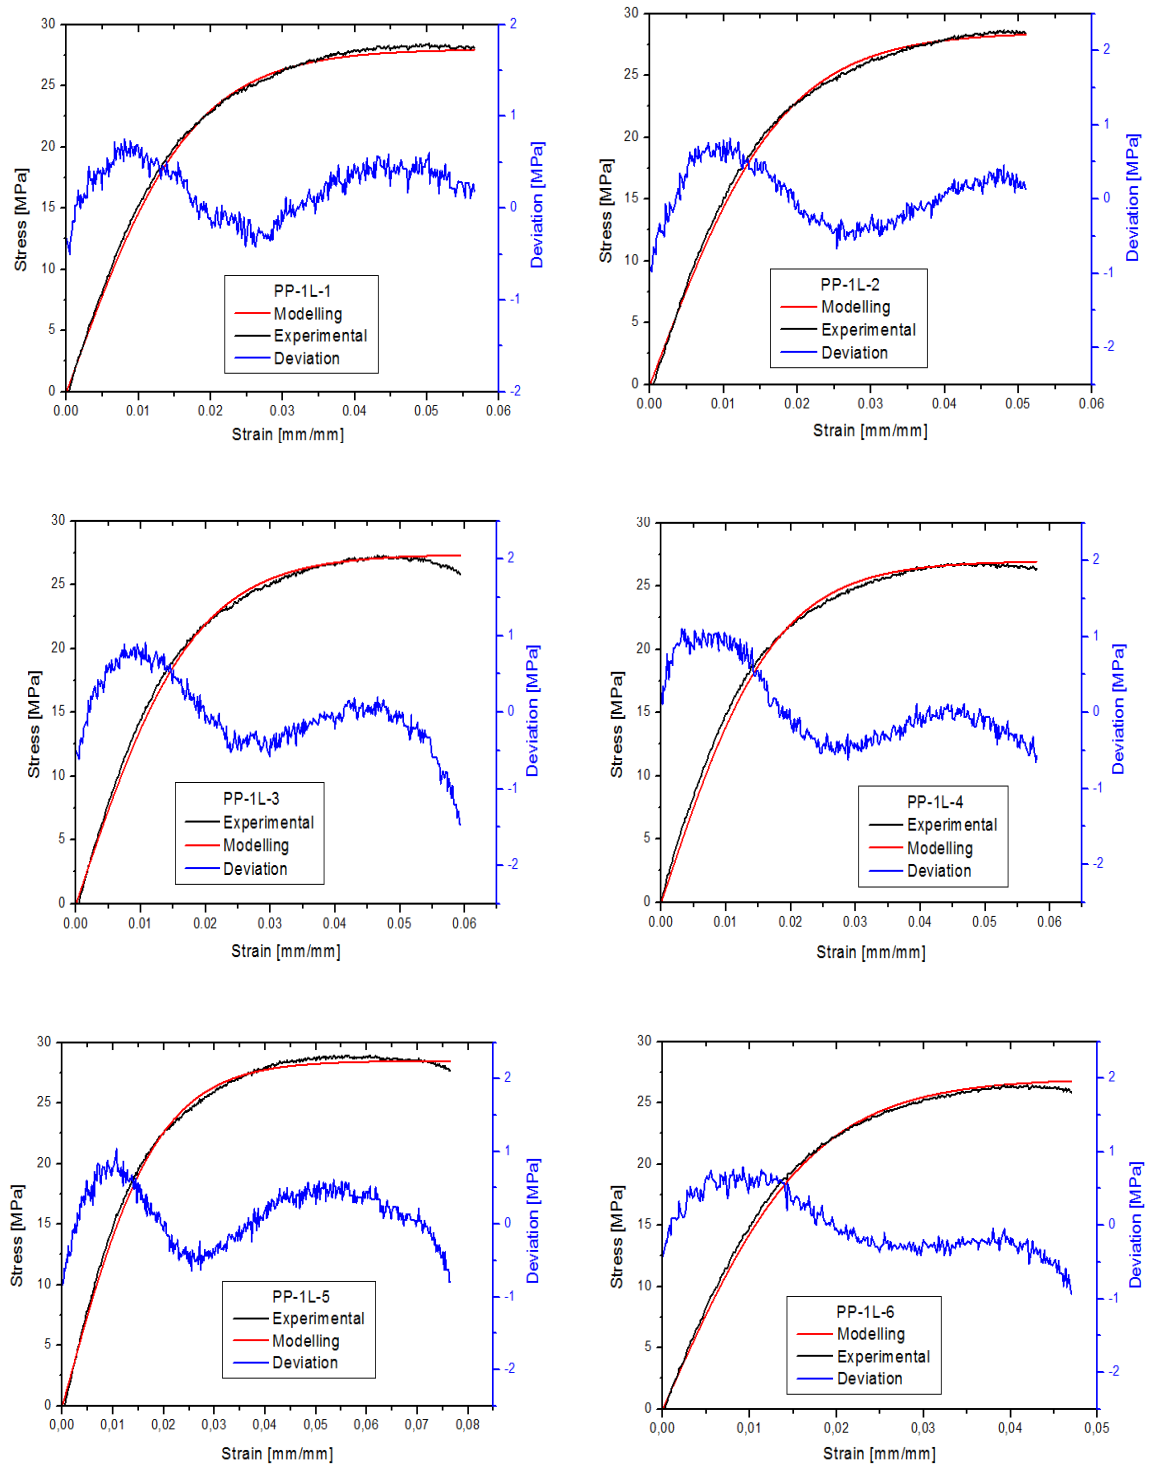 30
25
20
15
10
5
0
Stress [MPa]
2
1
0
-1
-2
Deviation [MPa]
PP-1L-1
Modelling
Experimental
Deviation
0.00 0.01 0.02 0.03 0.04 0.05 0.06
Strain [mm/mm]
30
25
20
15
10
5
0
Stress [MPa]
2
1
0
-1
-2
Deviation [MPa]
PP-1L-2
Modelling
Experimental
Deviation
0.00 0.01 0.02 0.03 0.04 0.05 0.06
Strain [mm/mm]
30
25
20
15
10
5
0
Stress [MPa]
2
1
0
-1
-2
Deviation [MPa]
PP-1L-3
Experimental
Modelling
Deviation
0.00 0.01 0.02 0.03 0.04 0.05 0.06
Strain [mm/mm]
30
25
20
15
10
5
0
Stress [MPa]
2
1
0
-1
-2
Deviation [MPa]
PP-1L-4
Experimental
Modelling
Deviation
0.00 0.01 0.02 0.03 0.04 0.05 0.06
Strain [mm/mm]
30
25
20
15
10
5
0
Stress [MPa]
2
1
0
-1
-2
Deviation [MPa]
PP-1L-5
Experimental
Modelling
Deviation
0,00 0,01 0,02 0,03 0,04 0,05 0,06 0,07 0,08
Strain [mm/mm]
30
25
20
15
10
5
0
Stress [MPa]
2
1
0
-1
-2
Deviation [MPa]
PP-1L-6
Modelling
Experimental
Deviation
0,00 0,01 0,02 0,03 0,04 0,05
Strain [mm/mm]